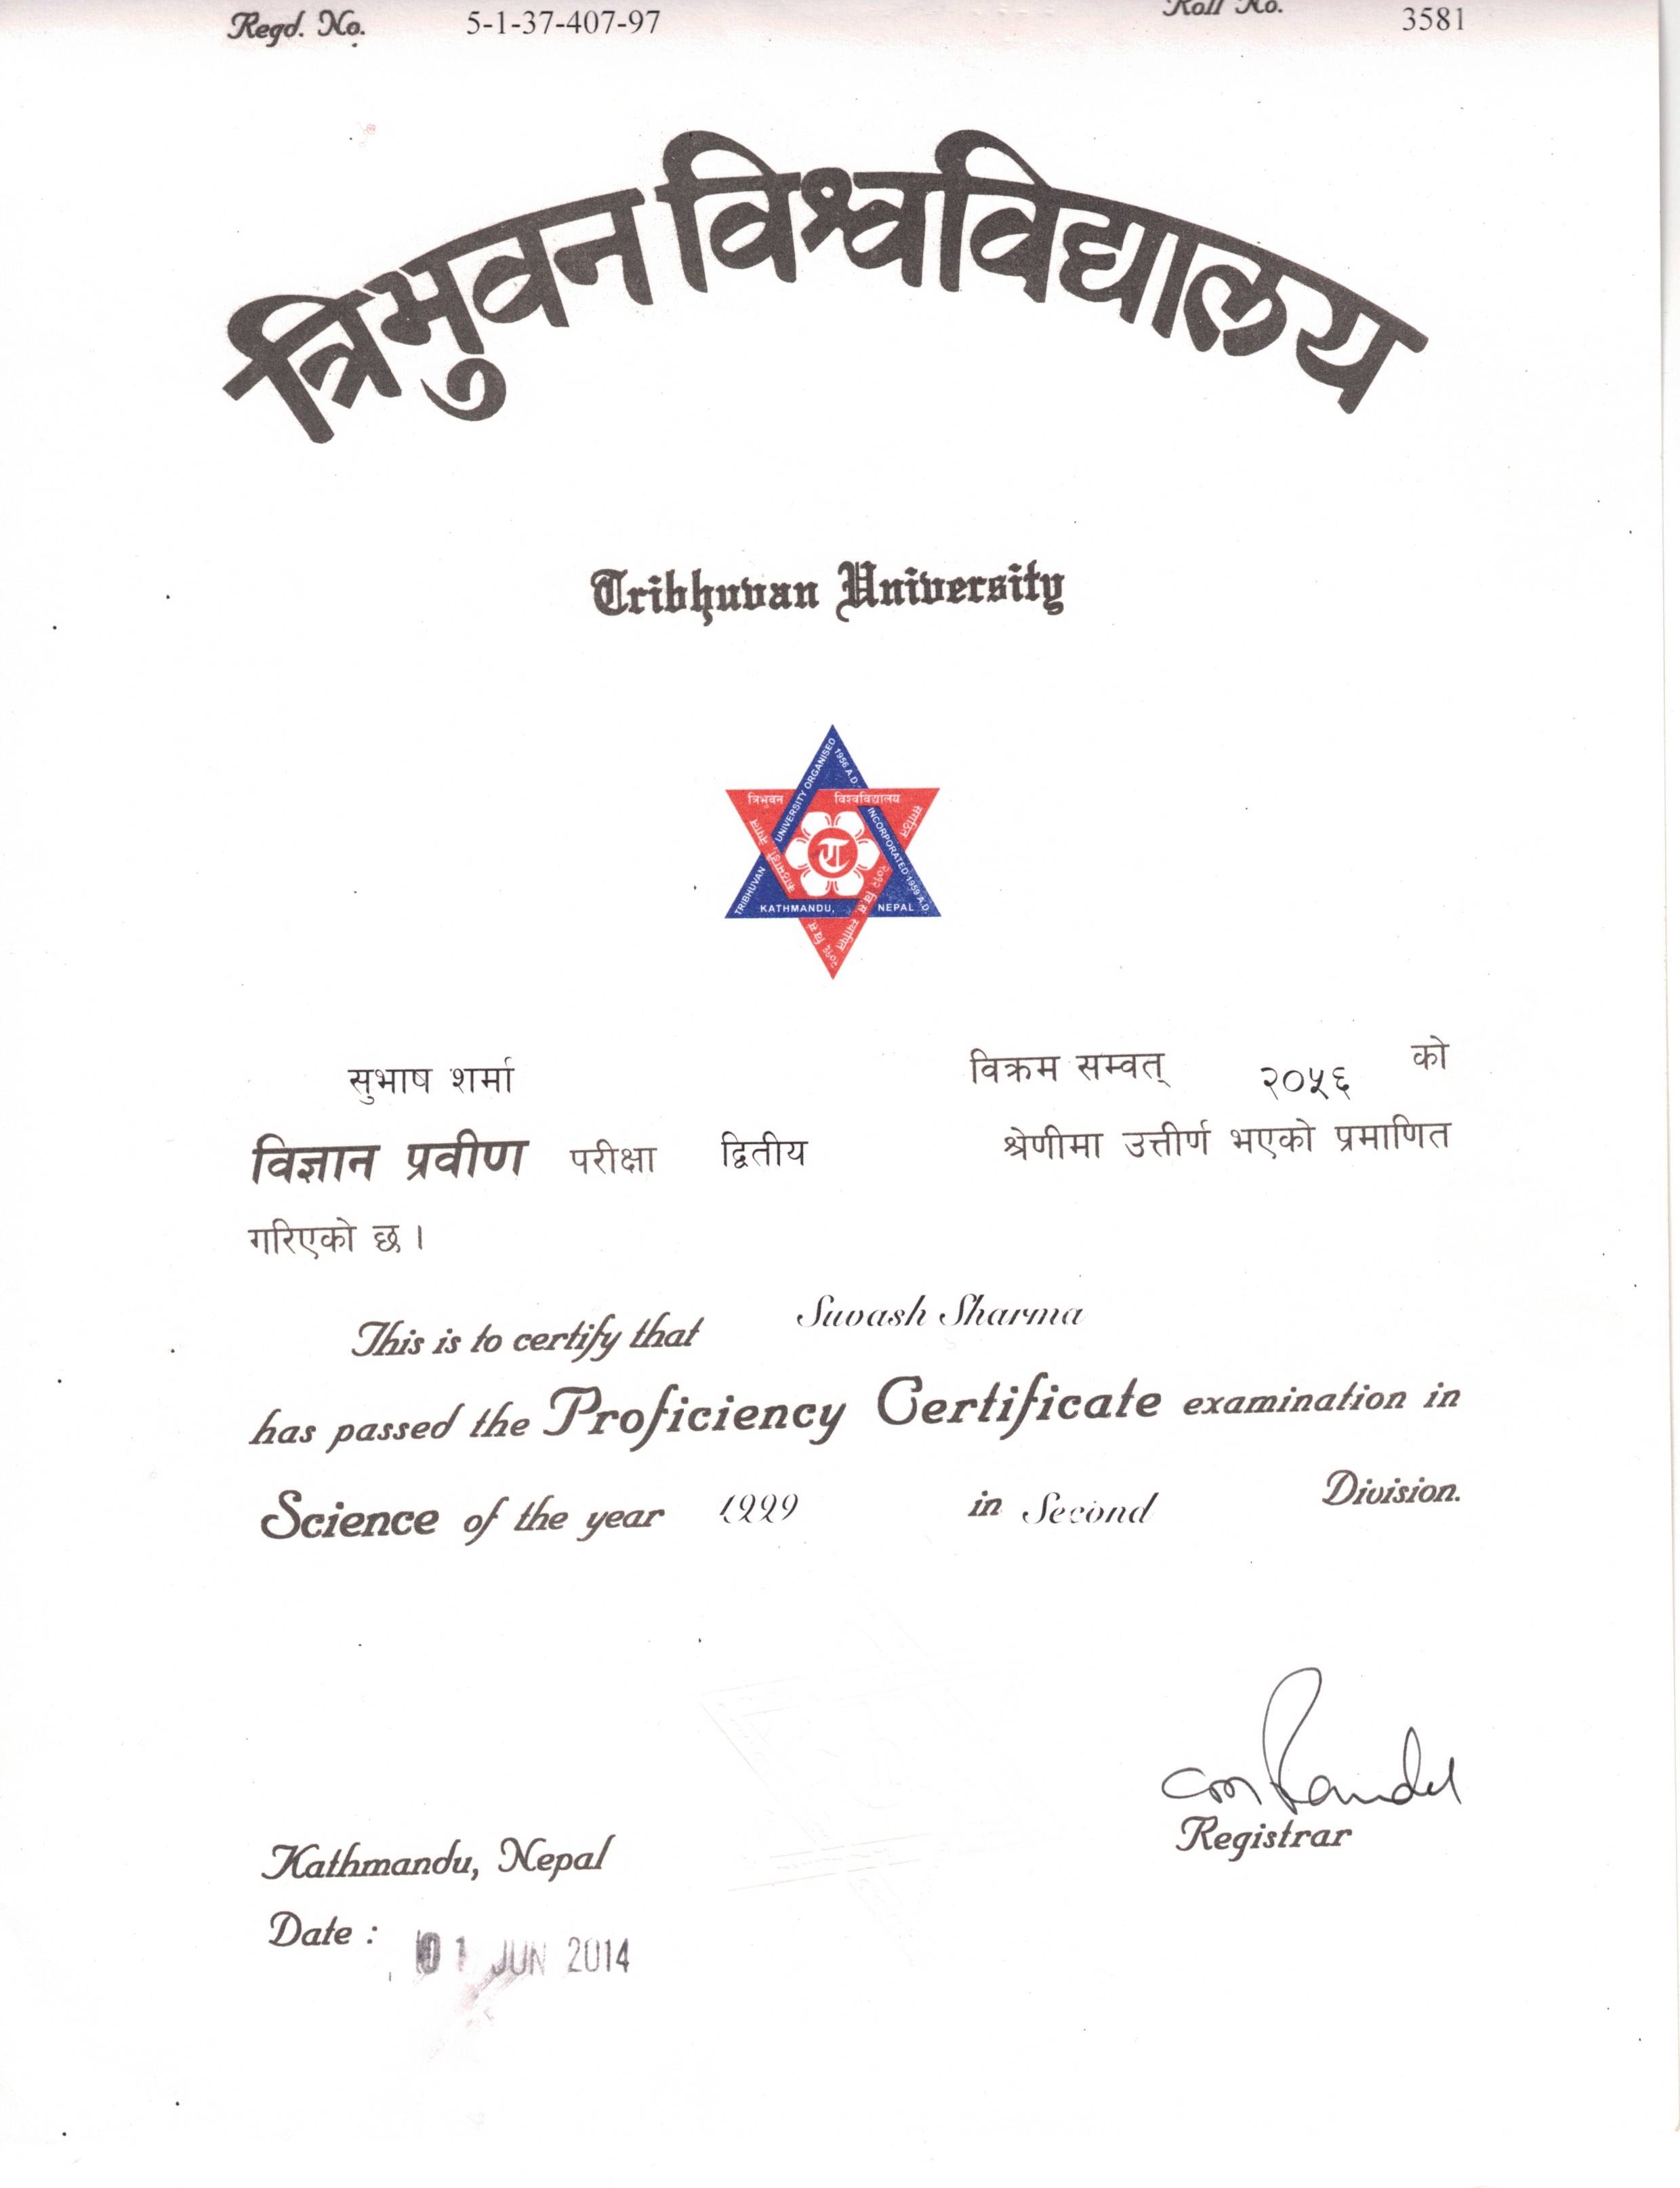 Regd. No. 5-1-37-407-97 Roll No. 3581
त्रिभुवन विश्वविद्यालय
Tribhuvan University
त्रिभुवन विश्वविद्यालय
TRIBHUVAN UNIVERSITY ORGANISED 1956 A.D.
INCORPORATED 1959 A.D.
KATHMANDU, NEPAL
सुभाष शर्मा विक्रम सम्वत् २०५६ को
विज्ञान प्रवीण परीक्षा द्वितीय श्रेणीमा उत्तीर्ण भएको प्रमाणित
गरिएको छ ।
This is to certify that Suvash Sharma
has passed the Proficiency Certificate examination in
Science of the year 1999 in Second Division.
Registrar
Kathmandu, Nepal
Date : 01 JUN 2014